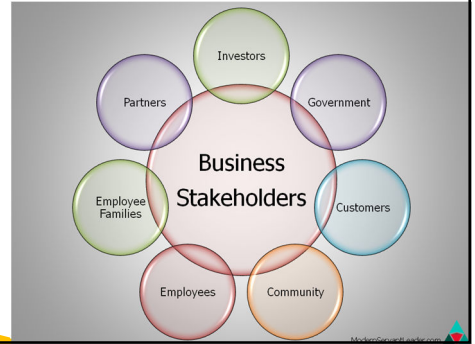 Investors
Partners
Government
Business
Stakeholders
Employee
Families
Customers
Employees
Community
ModernServantLeader.com